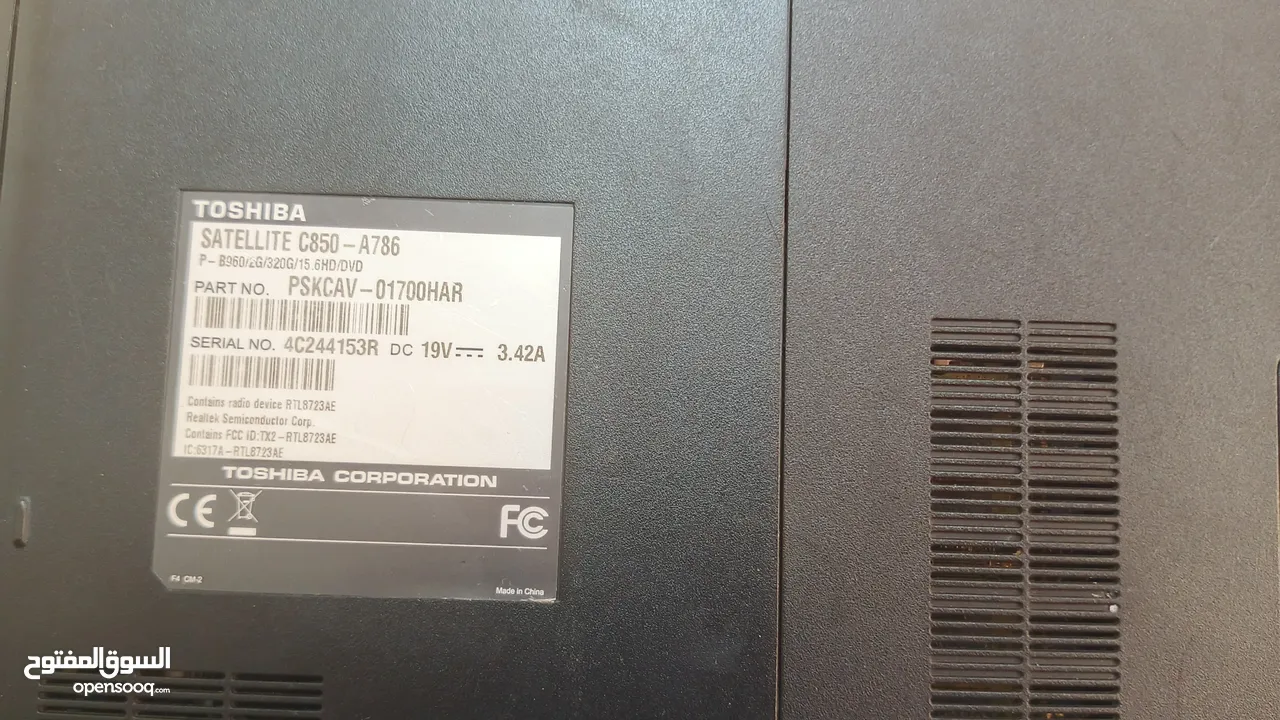 TOSHIBA
SATELLITE C850-A786
P-B960/2G/320G/15.6HD/DVD
PART NO. PSKCAV-01700HAR
SERIAL NO. 4C244153R DC 19V 3.42A
Contains radio device RTL8723AE
Realtek Semiconductor Corp.
Contains FCC ID:TX2-RTL8723AE
IC:6317A-RTL8723AE
TOSHIBA CORPORATION
CE FC
F4 CM-2
Made in China
السوق المفتوح
opensooq.com